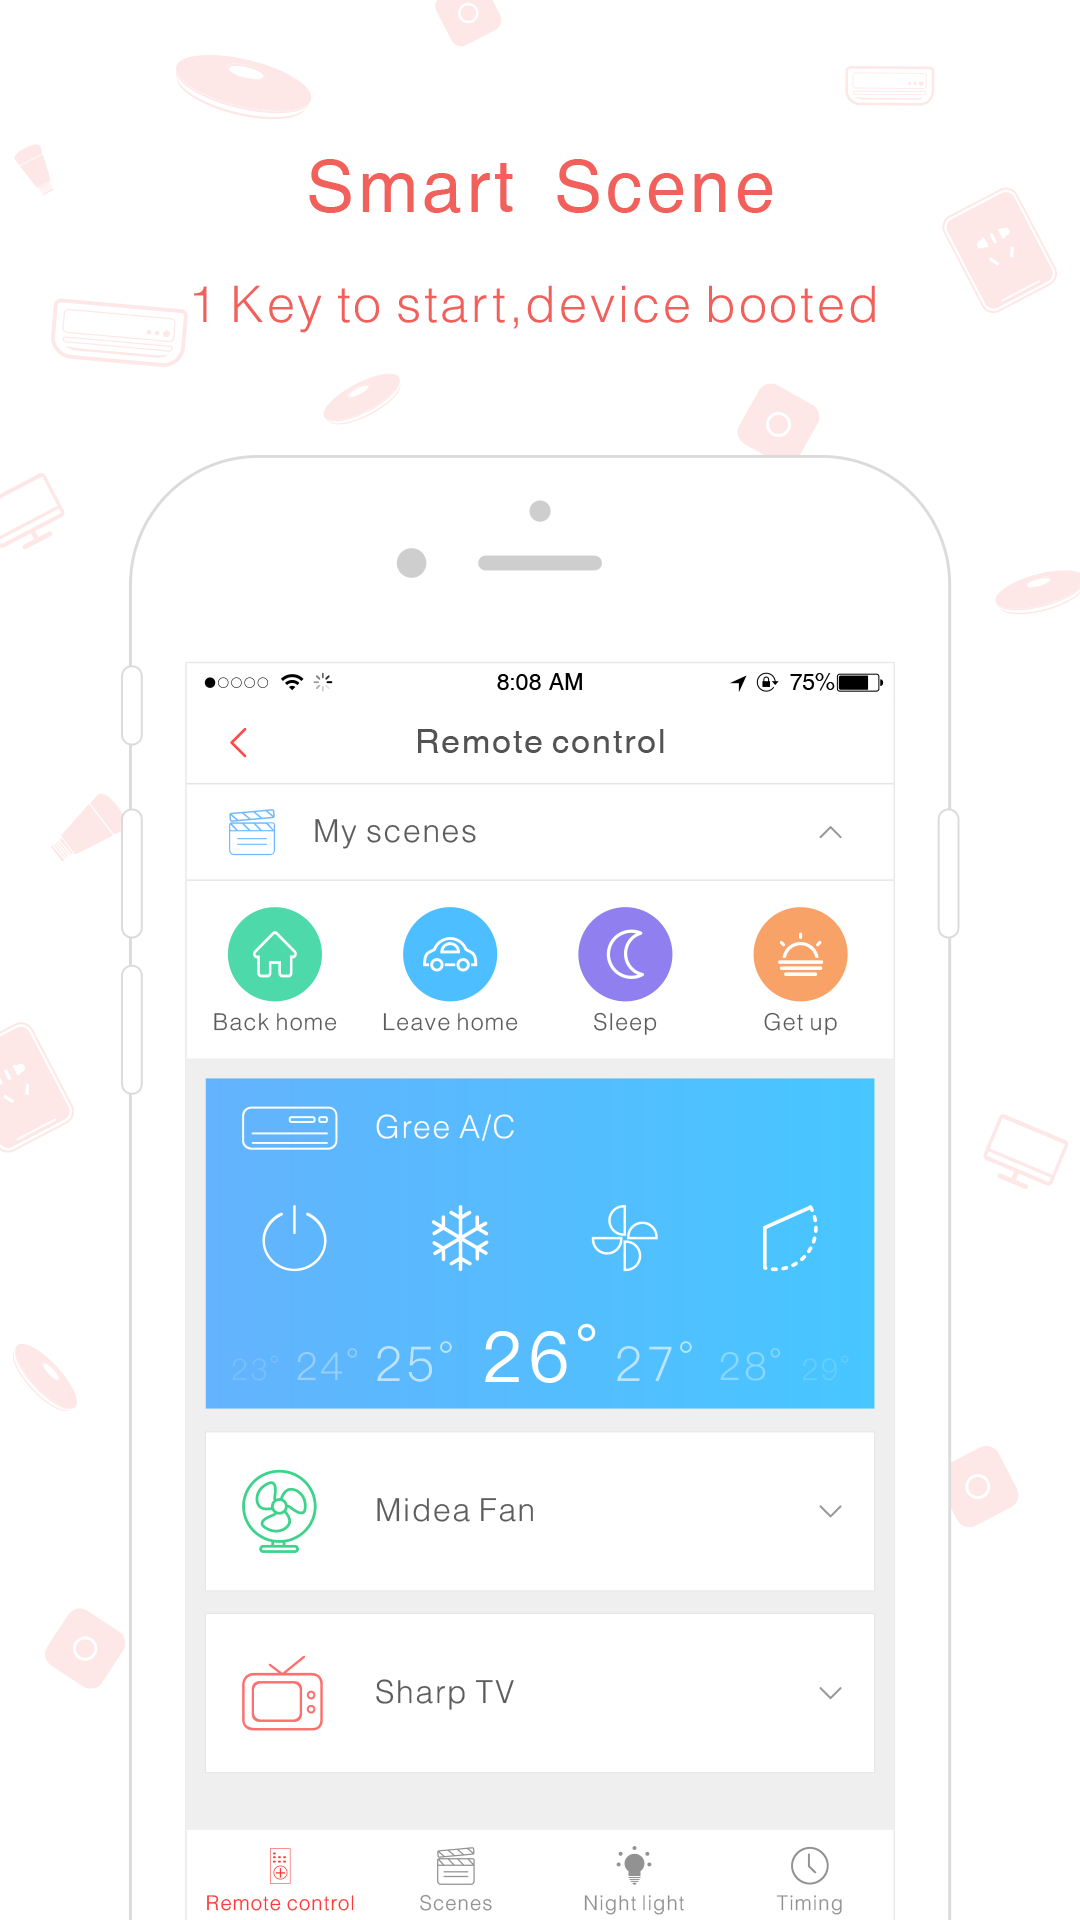 Smart Scene
1 Key to start,device booted
8:08 AM 75%
Remote control
My scenes
Back home Leave home Sleep Get up
Gree A/C
23° 24° 25° 26° 27° 28° 29°
Midea Fan
Sharp TV
Remote control Scenes Night light Timing